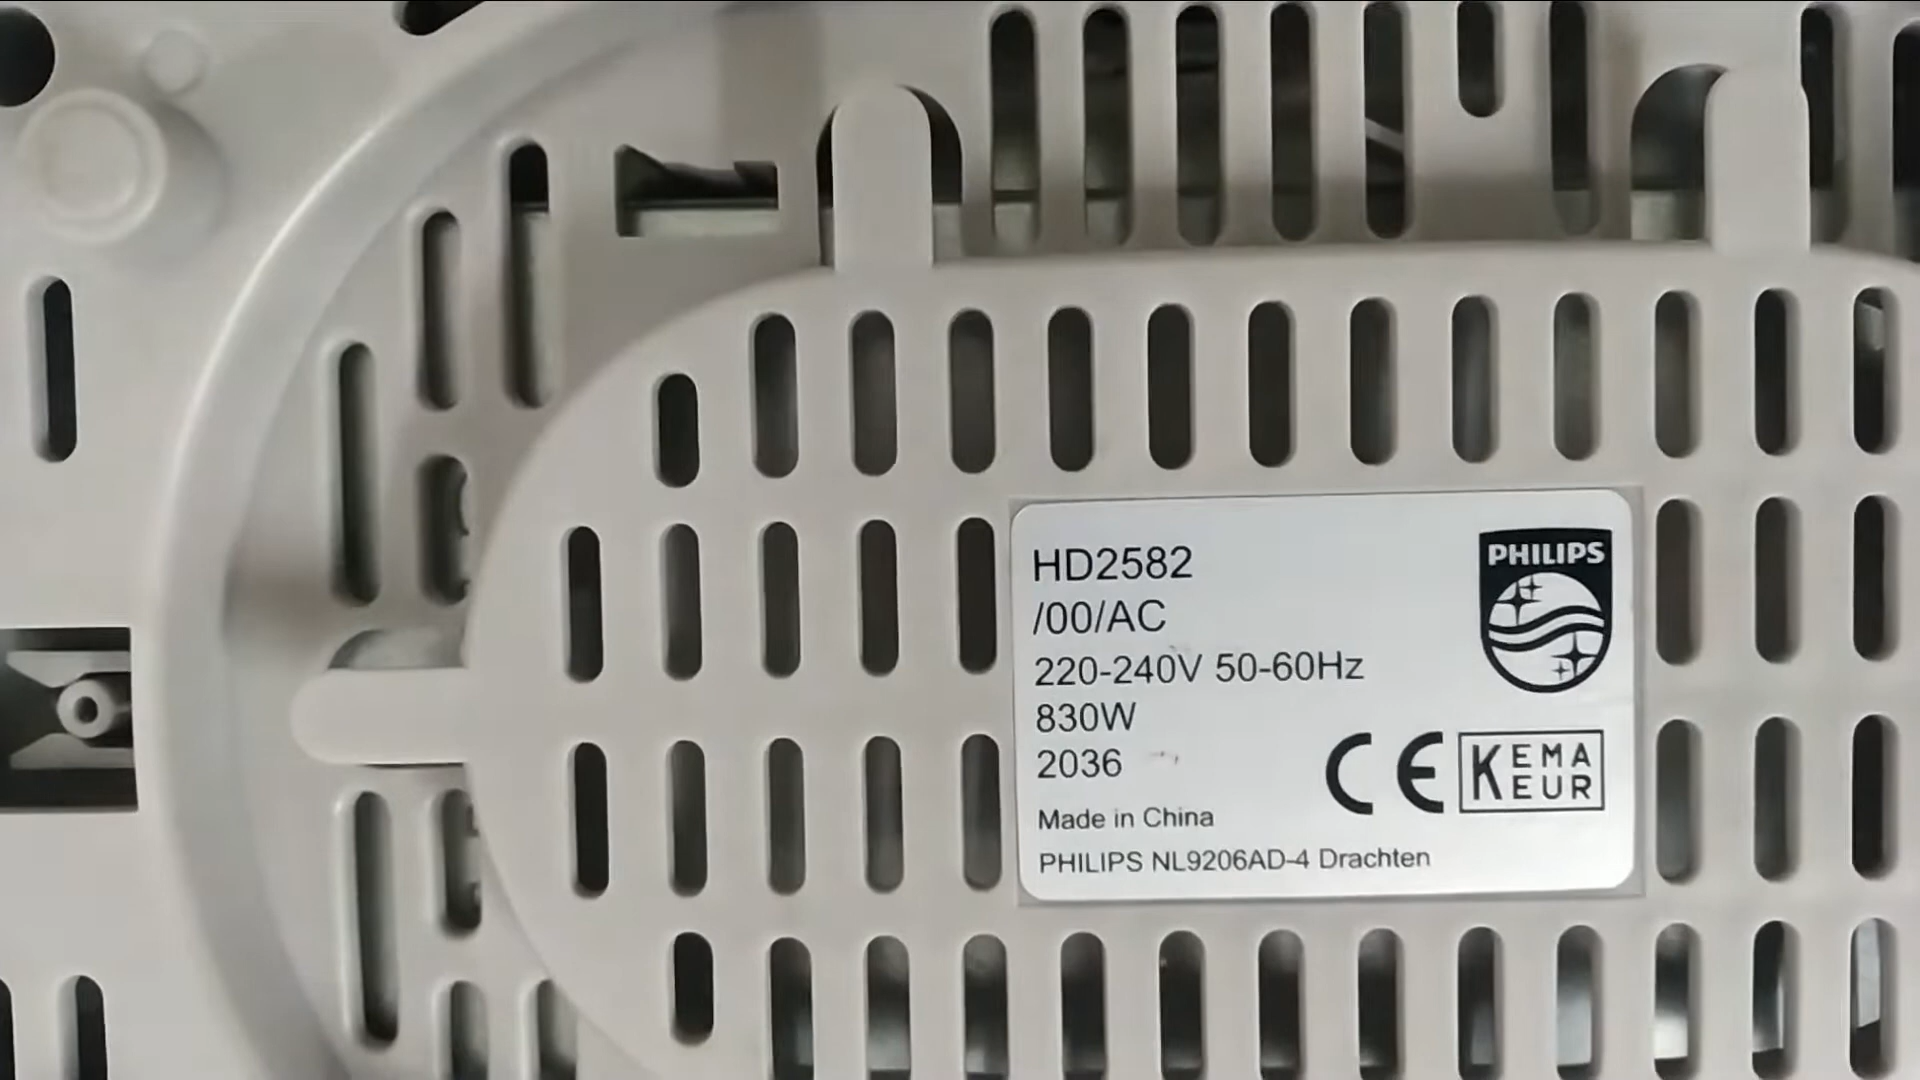 HD2582
/00/AC
220-240V 50-60Hz
830W
2036
Made in China
PHILIPS NL9206AD-4 Drachten
PHILIPS
CE
KEMA
KEUR